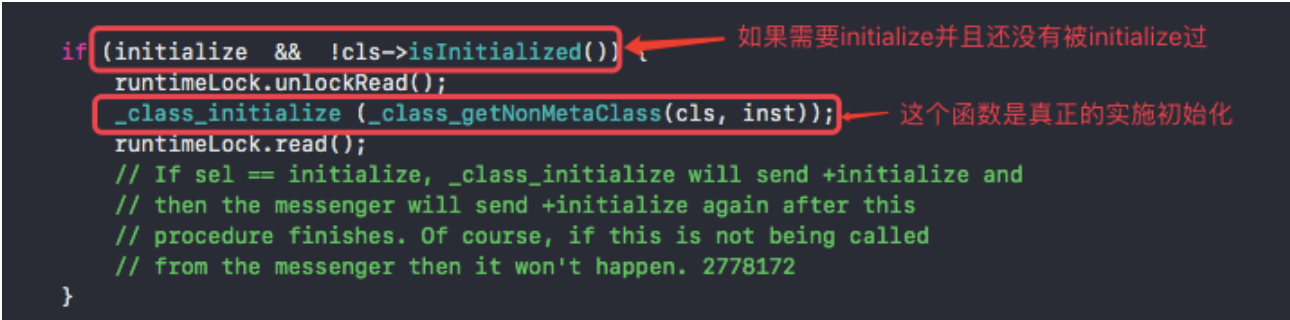 if (initialize && !cls->isInitialized()) {
如果需要initialize并且还没有被initialize过
runtimeLock.unlockRead();
_class_initialize (_class_getNonMetaClass(cls, inst));
这个函数是真正的实施初始化
runtimeLock.read();
// If sel == initialize, _class_initialize will send +initialize and
// then the messenger will send +initialize again after this
// procedure finishes. Of course, if this is not being called
// from the messenger then it won't happen. 2778172
}